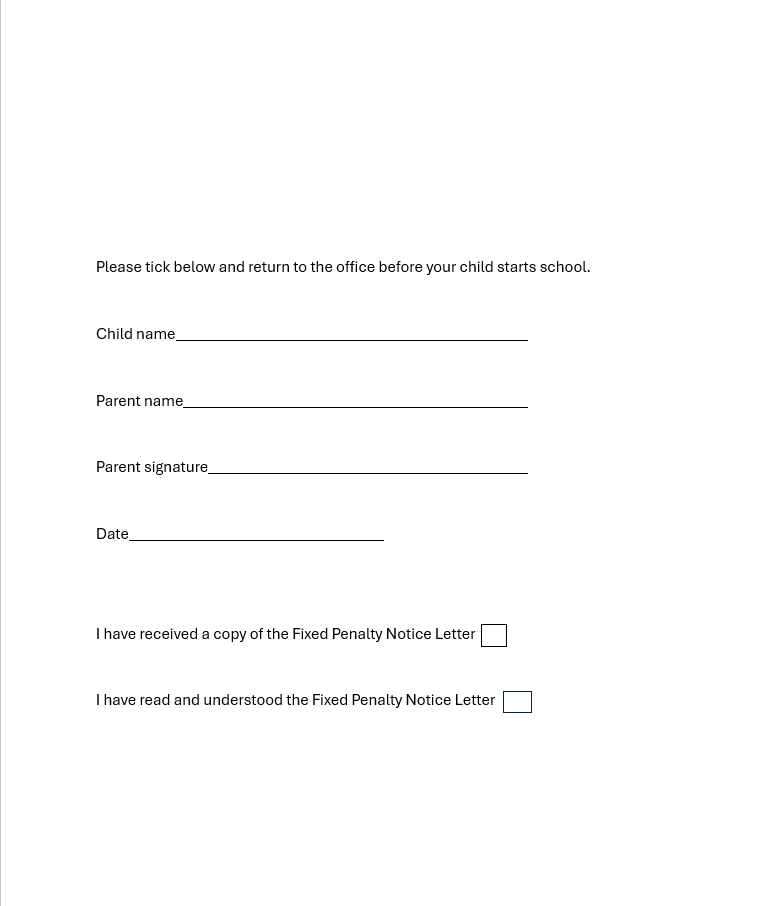 Please tick below and return to the office before your child starts school.
Child name
Parent name
Parent signature
Date
I have received a copy of the Fixed Penalty Notice Letter
I have read and understood the Fixed Penalty Notice Letter